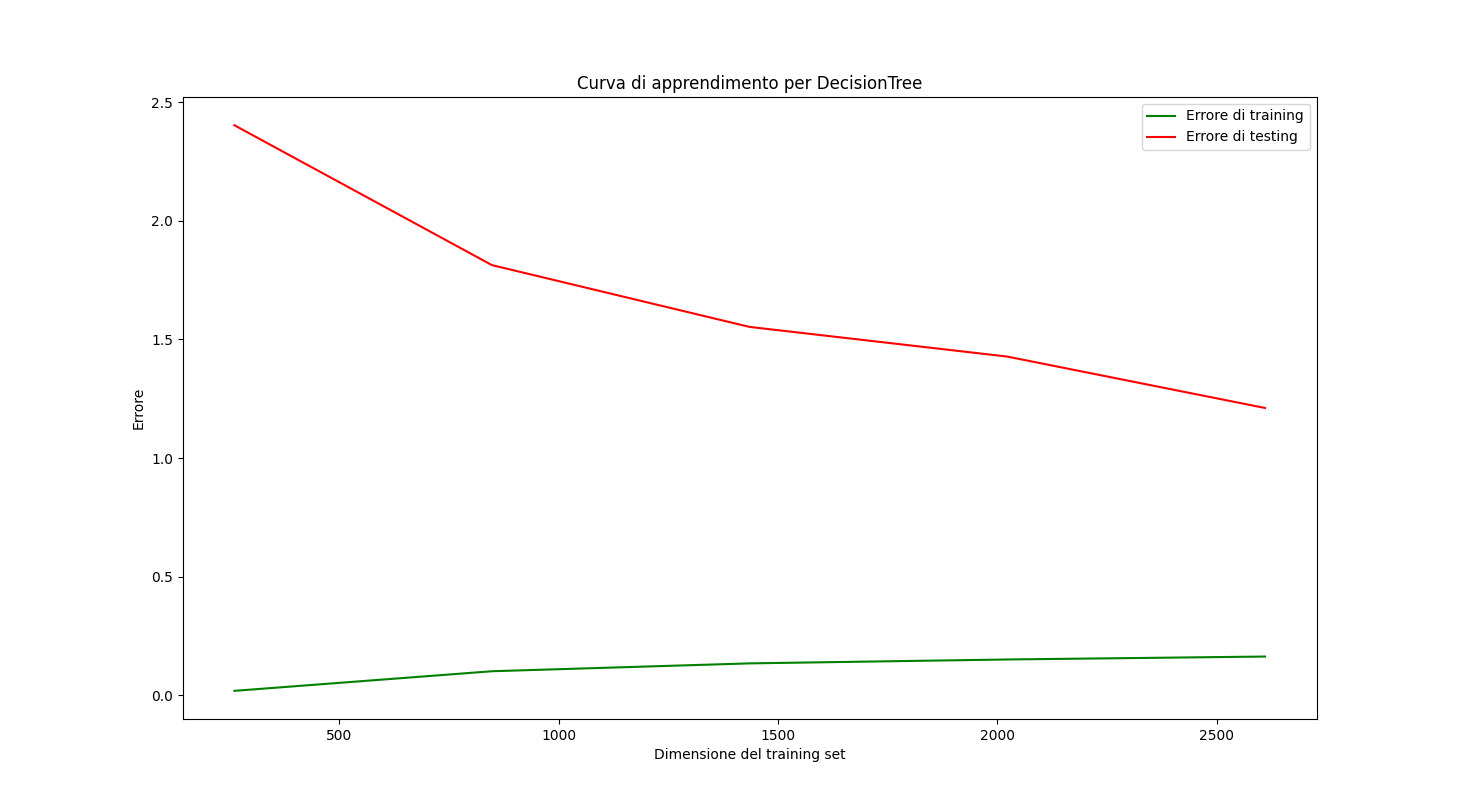 Curva di apprendimento per DecisionTree
Errore di training
Errore di testing
2.5
2.0
1.5
1.0
0.5
0.0
Errore
500
1000
1500
2000
2500
Dimensione del training set